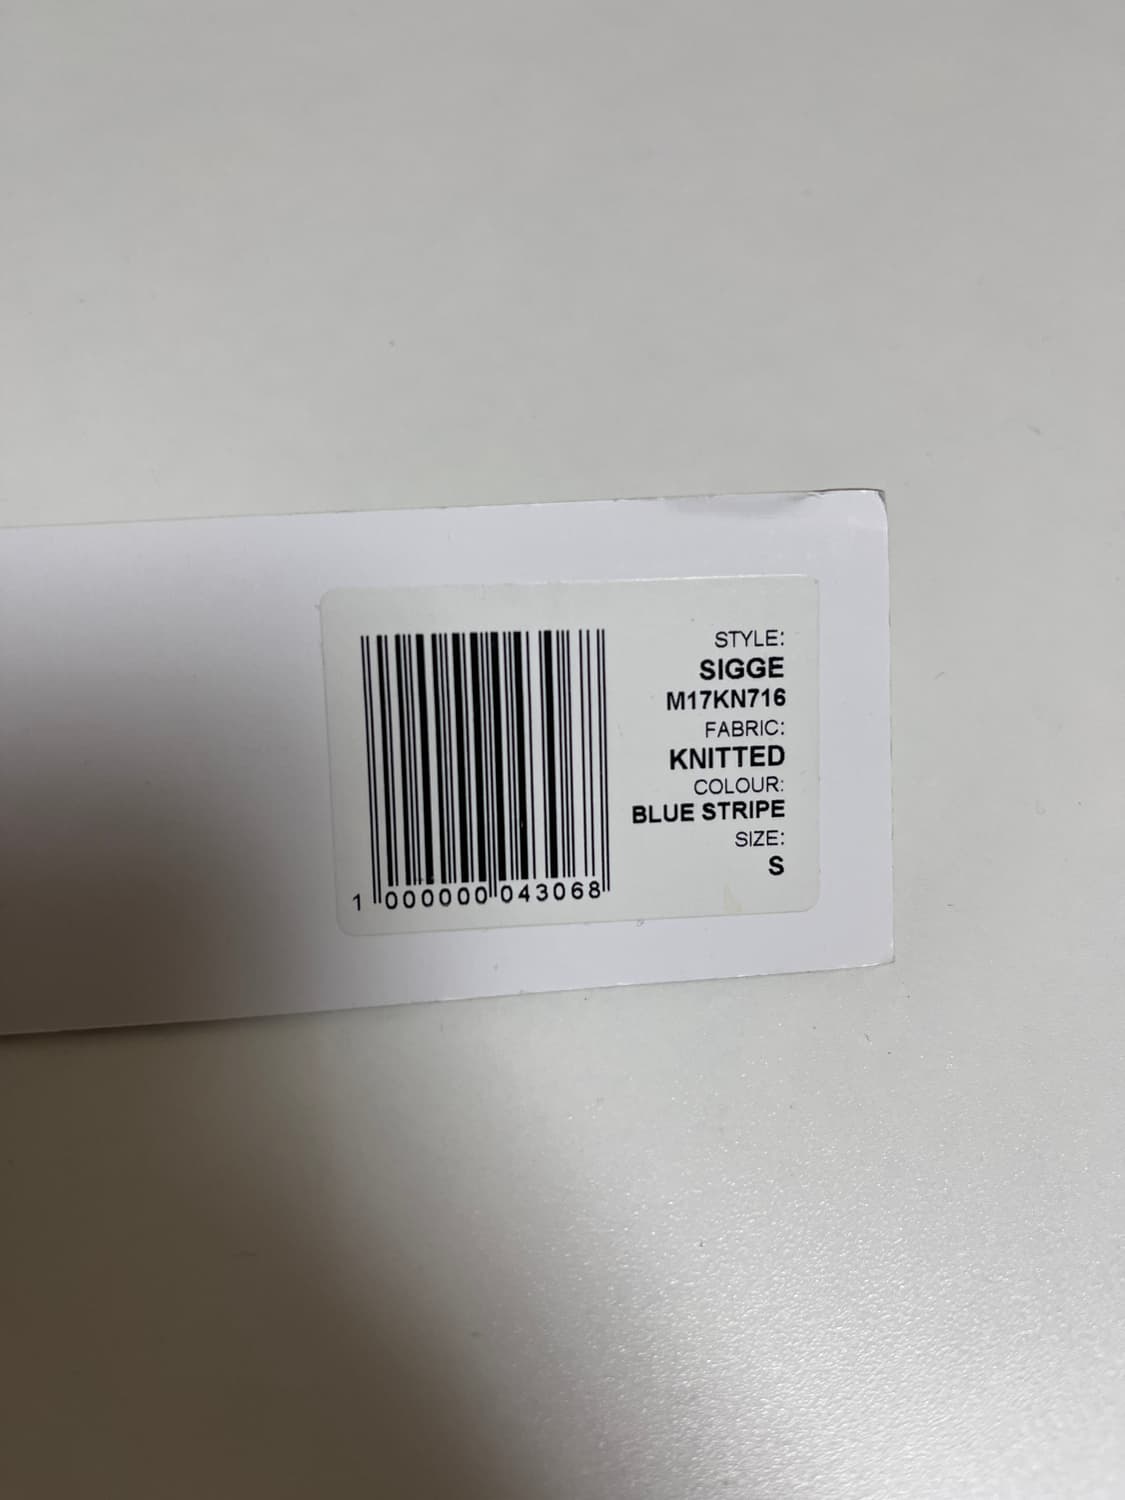 STYLE:
SIGGE
M17KN716
FABRIC:
KNITTED
COLOUR:
BLUE STRIPE
SIZE:
S
1 000000 043068